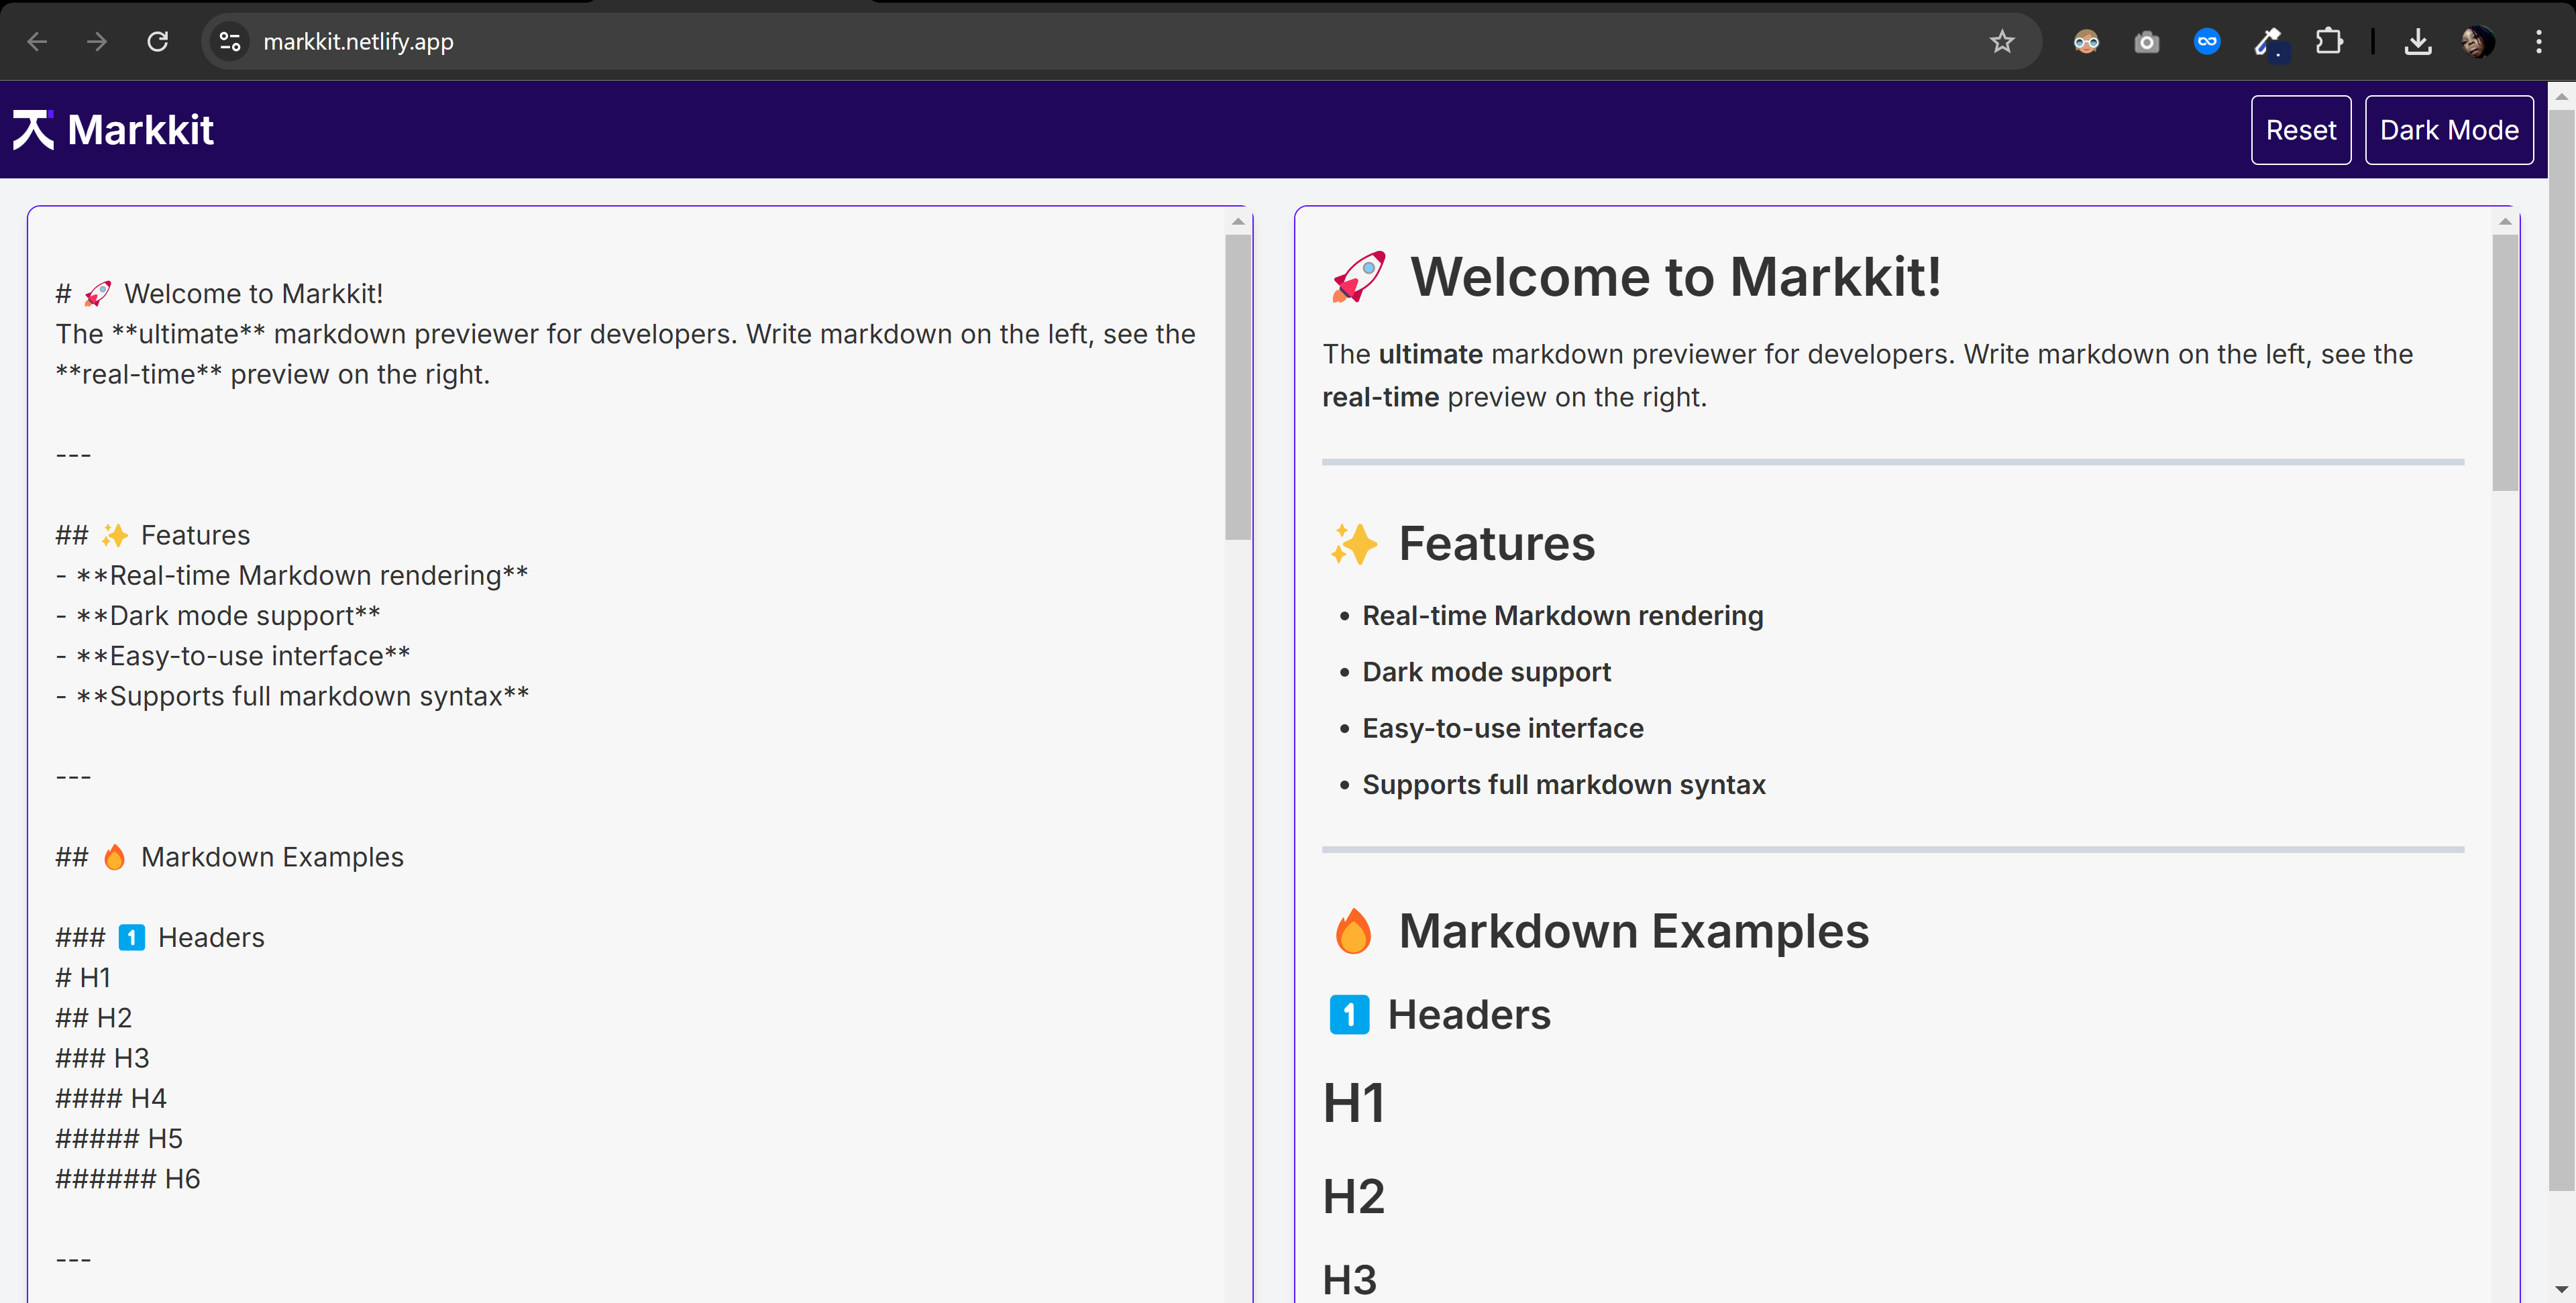 markkit.netlify.app
Markkit
Reset
Dark Mode
# 🚀 Welcome to Markkit!
The **ultimate** markdown previewer for developers. Write markdown on the left, see the
**real-time** preview on the right.
---
## ✨ Features
- **Real-time Markdown rendering**
- **Dark mode support**
- **Easy-to-use interface**
- **Supports full markdown syntax**
---
## 🔥 Markdown Examples
### 1️⃣ Headers
# H1
## H2
### H3
#### H4
##### H5
###### H6
---
🚀 Welcome to Markkit!
The ultimate markdown previewer for developers. Write markdown on the left, see the
real-time preview on the right.
✨ Features
• Real-time Markdown rendering
• Dark mode support
• Easy-to-use interface
• Supports full markdown syntax
🔥 Markdown Examples
1️⃣ Headers
H1
H2
H3